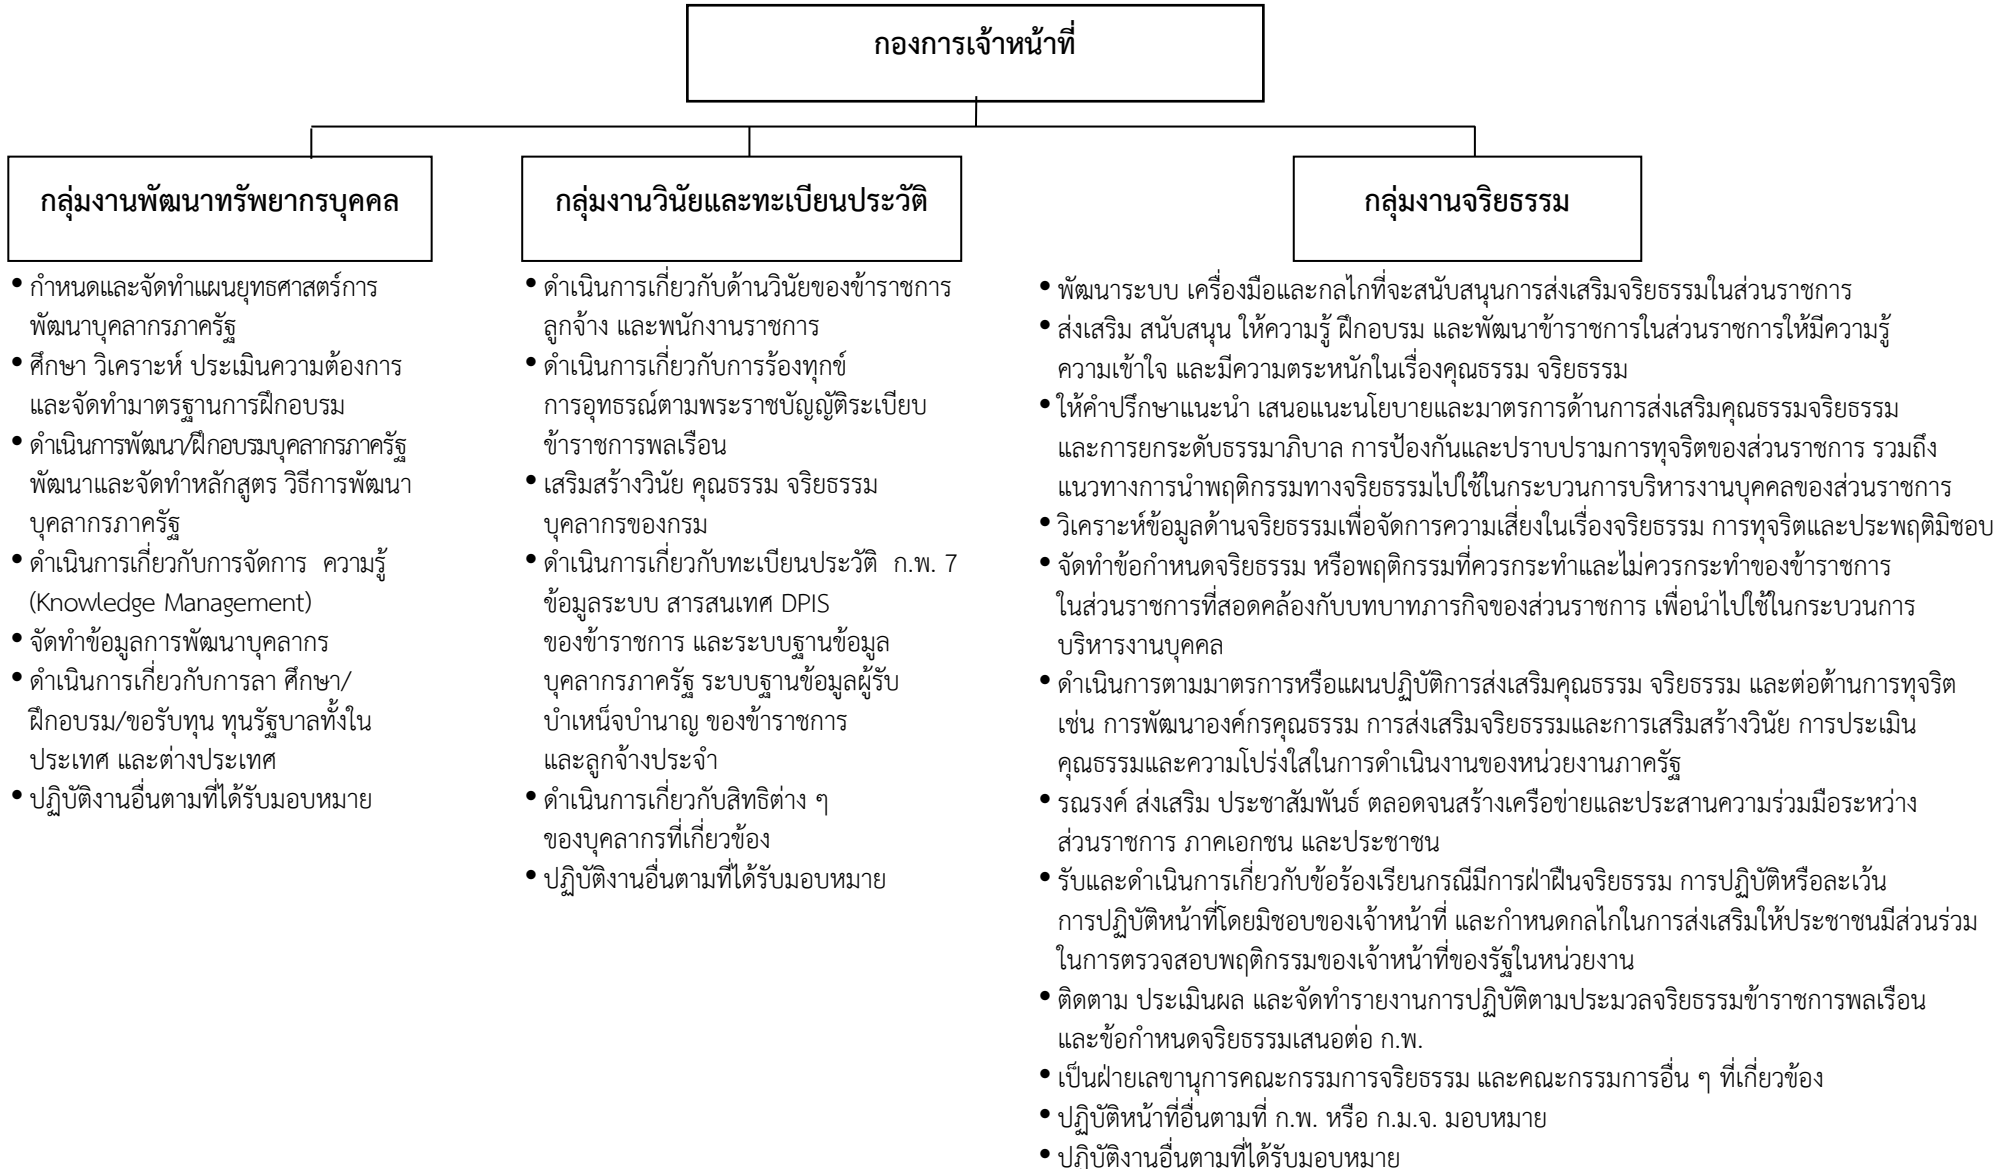 กองการเจ้าหน้าที่
กลุ่มงานพัฒนาทรัพยากรบุคคล
• กำหนดและจัดทำแผนยุทธศาสตร์การ
พัฒนาบุคลากรภาครัฐ
• ศึกษา วิเคราะห์ ประเมินความต้องการ
และจัดทำมาตรฐานการฝึกอบรม
• ดำเนินการพัฒนา/ฝึกอบรมบุคลากรภาครัฐ
พัฒนาและจัดทำหลักสูตร วิธีการพัฒนา
บุคลากรภาครัฐ
• ดำเนินการเกี่ยวกับการจัดการ ความรู้
(Knowledge Management)
• จัดทำข้อมูลการพัฒนาบุคลากร
• ดำเนินการเกี่ยวกับการลา ศึกษา/
ฝึกอบรม/ขอรับทุน ทุนรัฐบาลทั้งใน
ประเทศ และต่างประเทศ
• ปฏิบัติงานอื่นตามที่ได้รับมอบหมาย
กลุ่มงานวินัยและทะเบียนประวัติ
• ดำเนินการเกี่ยวกับด้านวินัยของข้าราชการ
ลูกจ้าง และพนักงานราชการ
• ดำเนินการเกี่ยวกับการร้องทุกข์
การอุทธรณ์ตามพระราชบัญญัติระเบียบ
ข้าราชการพลเรือน
• เสริมสร้างวินัย คุณธรรม จริยธรรม
บุคลากรของกรม
• ดำเนินการเกี่ยวกับทะเบียนประวัติ ก.พ. 7
ข้อมูลระบบ สารสนเทศ DPIS
ของข้าราชการ และระบบฐานข้อมูล
บุคลากรภาครัฐ ระบบฐานข้อมูลผู้รับ
บำเหน็จบำนาญ ของข้าราชการ
และลูกจ้างประจำ
• ดำเนินการเกี่ยวกับสิทธิต่าง ๆ
ของบุคลากรที่เกี่ยวข้อง
• ปฏิบัติงานอื่นตามที่ได้รับมอบหมาย
กลุ่มงานจริยธรรม
• พัฒนาระบบ เครื่องมือและกลไกที่จะสนับสนุนการส่งเสริมจริยธรรมในส่วนราชการ
• ส่งเสริม สนับสนุน ให้ความรู้ ฝึกอบรม และพัฒนาข้าราชการในส่วนราชการให้มีความรู้
ความเข้าใจ และมีความตระหนักในเรื่องคุณธรรม จริยธรรม
• ให้คำปรึกษาแนะนำ เสนอแนะนโยบายและมาตรการด้านการส่งเสริมคุณธรรมจริยธรรม
และการยกระดับธรรมาภิบาล การป้องกันและปราบปรามการทุจริตของส่วนราชการ รวมถึง
แนวทางการนำพฤติกรรมทางจริยธรรมไปใช้ในกระบวนการบริหารงานบุคคลของส่วนราชการ
• วิเคราะห์ข้อมูลด้านจริยธรรมเพื่อจัดการความเสี่ยงในเรื่องจริยธรรม การทุจริตและประพฤติมิชอบ
• จัดทำข้อกำหนดจริยธรรม หรือพฤติกรรมที่ควรกระทำและไม่ควรกระทำของข้าราชการ
ในส่วนราชการที่สอดคล้องกับบทบาทภารกิจของส่วนราชการ เพื่อนำไปใช้ในกระบวนการ
บริหารงานบุคคล
• ดำเนินการตามมาตรการหรือแผนปฏิบัติการส่งเสริมคุณธรรม จริยธรรม และต่อต้านการทุจริต
เช่น การพัฒนาองค์กรคุณธรรม การส่งเสริมจริยธรรมและการเสริมสร้างวินัย การประเมิน
คุณธรรมและความโปร่งใสในการดำเนินงานของหน่วยงานภาครัฐ
• รณรงค์ ส่งเสริม ประชาสัมพันธ์ ตลอดจนสร้างเครือข่ายและประสานความร่วมมือระหว่าง
ส่วนราชการ ภาคเอกชน และประชาชน
• รับและดำเนินการเกี่ยวกับข้อร้องเรียนกรณีมีการฝ่าฝืนจริยธรรม การปฏิบัติหรือละเว้น
การปฏิบัติหน้าที่โดยมิชอบของเจ้าหน้าที่ และกำหนดกลไกในการส่งเสริมให้ประชาชนมีส่วนร่วม
ในการตรวจสอบพฤติกรรมของเจ้าหน้าที่ของรัฐในหน่วยงาน
• ติดตาม ประเมินผล และจัดทำรายงานการปฏิบัติตามประมวลจริยธรรมข้าราชการพลเรือน
และข้อกำหนดจริยธรรมเสนอต่อ ก.พ.
• เป็นฝ่ายเลขานุการคณะกรรมการจริยธรรม และคณะกรรมการอื่น ๆ ที่เกี่ยวข้อง
• ปฏิบัติหน้าที่อื่นตามที่ ก.พ. หรือ ก.ม.จ. มอบหมาย
• ปฏิบัติงานอื่นตามที่ได้รับมอบหมาย